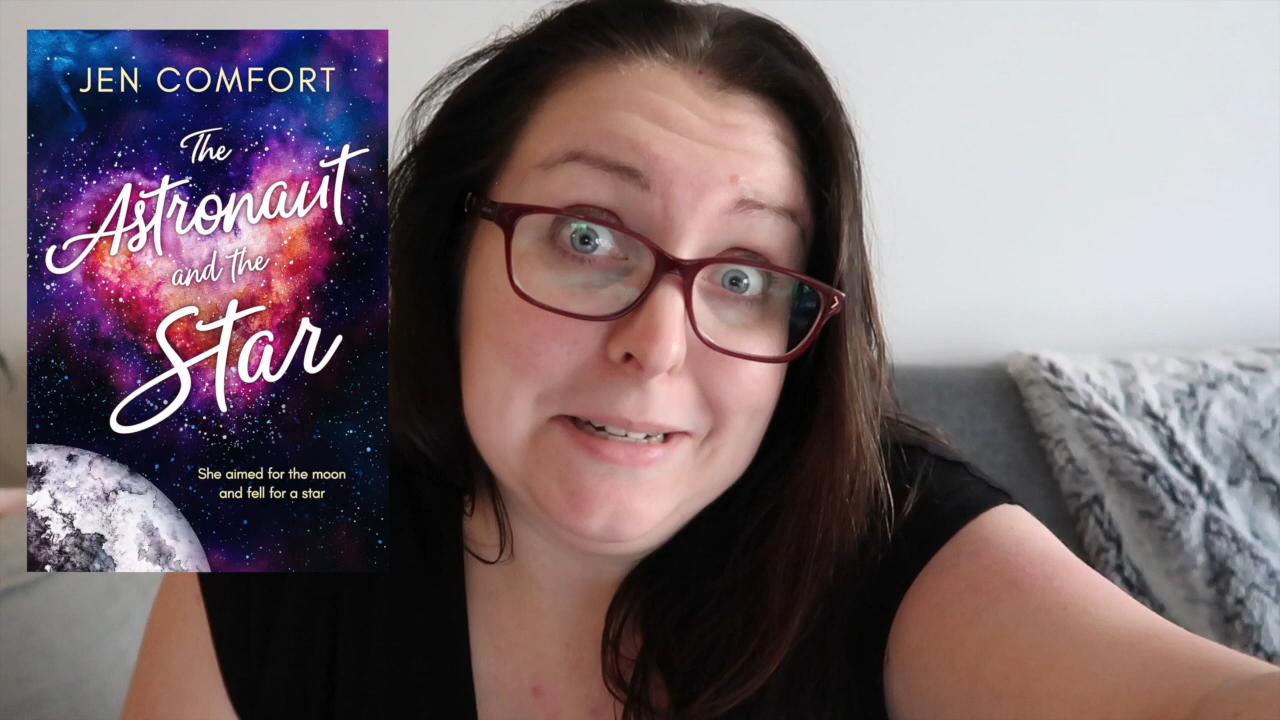 JEN COMFORT
The
Astronaut
and the
Star
She aimed for the moon
and fell for a star